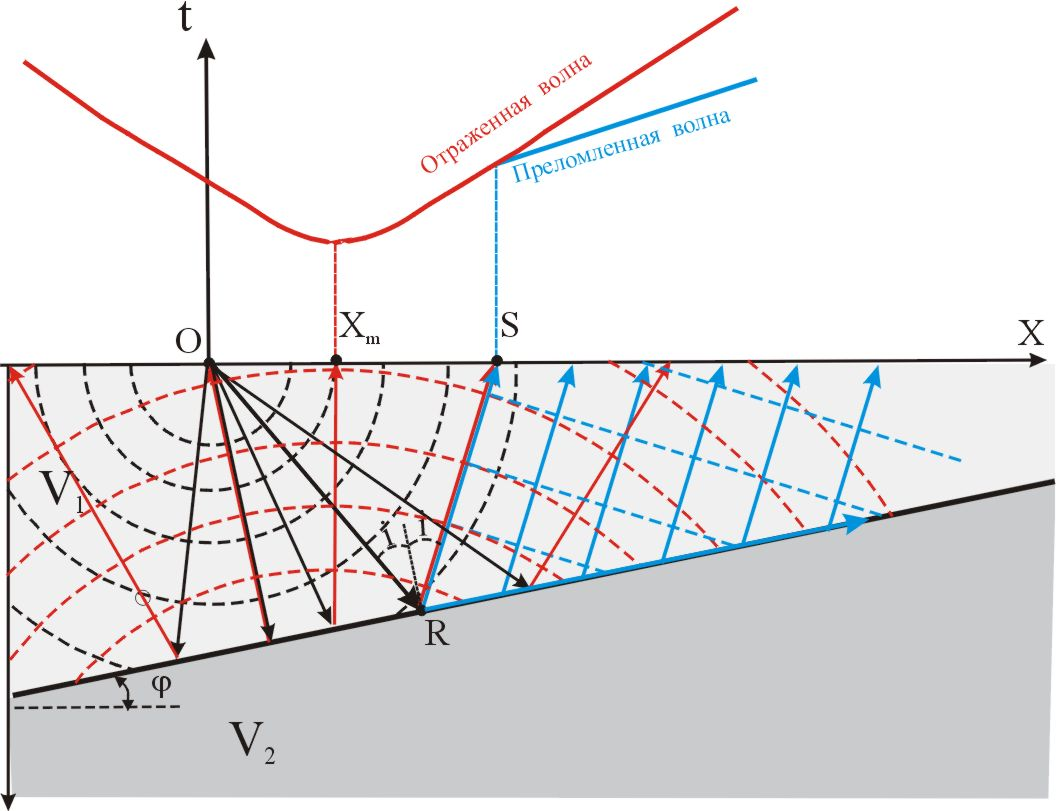 t
Отраженная волна
Преломленная волна
O
Xm
S
X
V1
i i
R
φ
V2